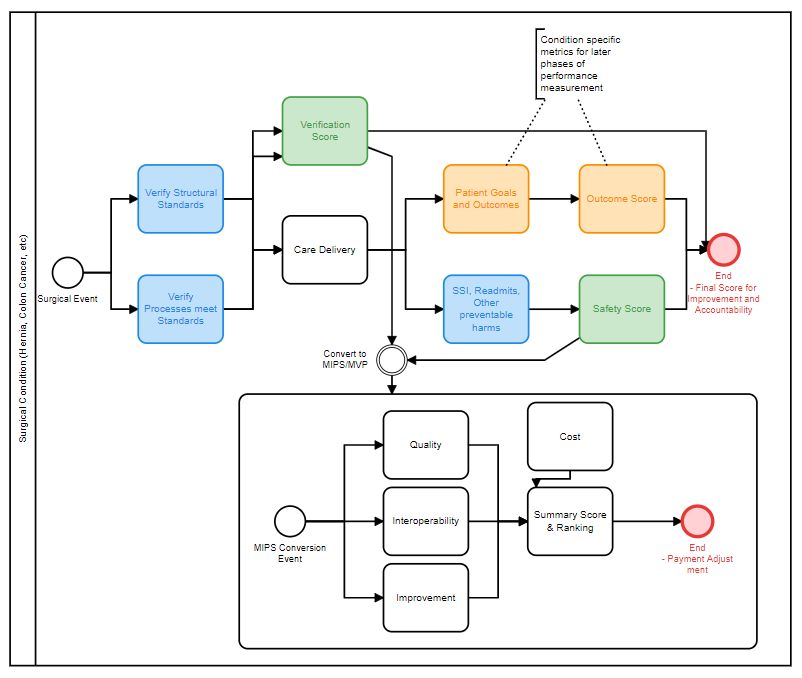 Surgical Condition (Hernia, Colon Cancer, etc)
Surgical Event
Verify Structural
Standards
Verify
Processes meet
Standards
Verification
Score
Care Delivery
Condition specific
metrics for later
phases of
performance
measurement
Patient Goals
and Outcomes
Outcome Score
SSI, Readmits,
Other
preventable
harms
Safety Score
End
- Final Score for
Improvement and
Accountability
Convert to
MIPS/MVP
MIPS Conversion
Event
Quality
Interoperability
Improvement
Cost
Summary Score
& Ranking
End
- Payment Adjust
ment